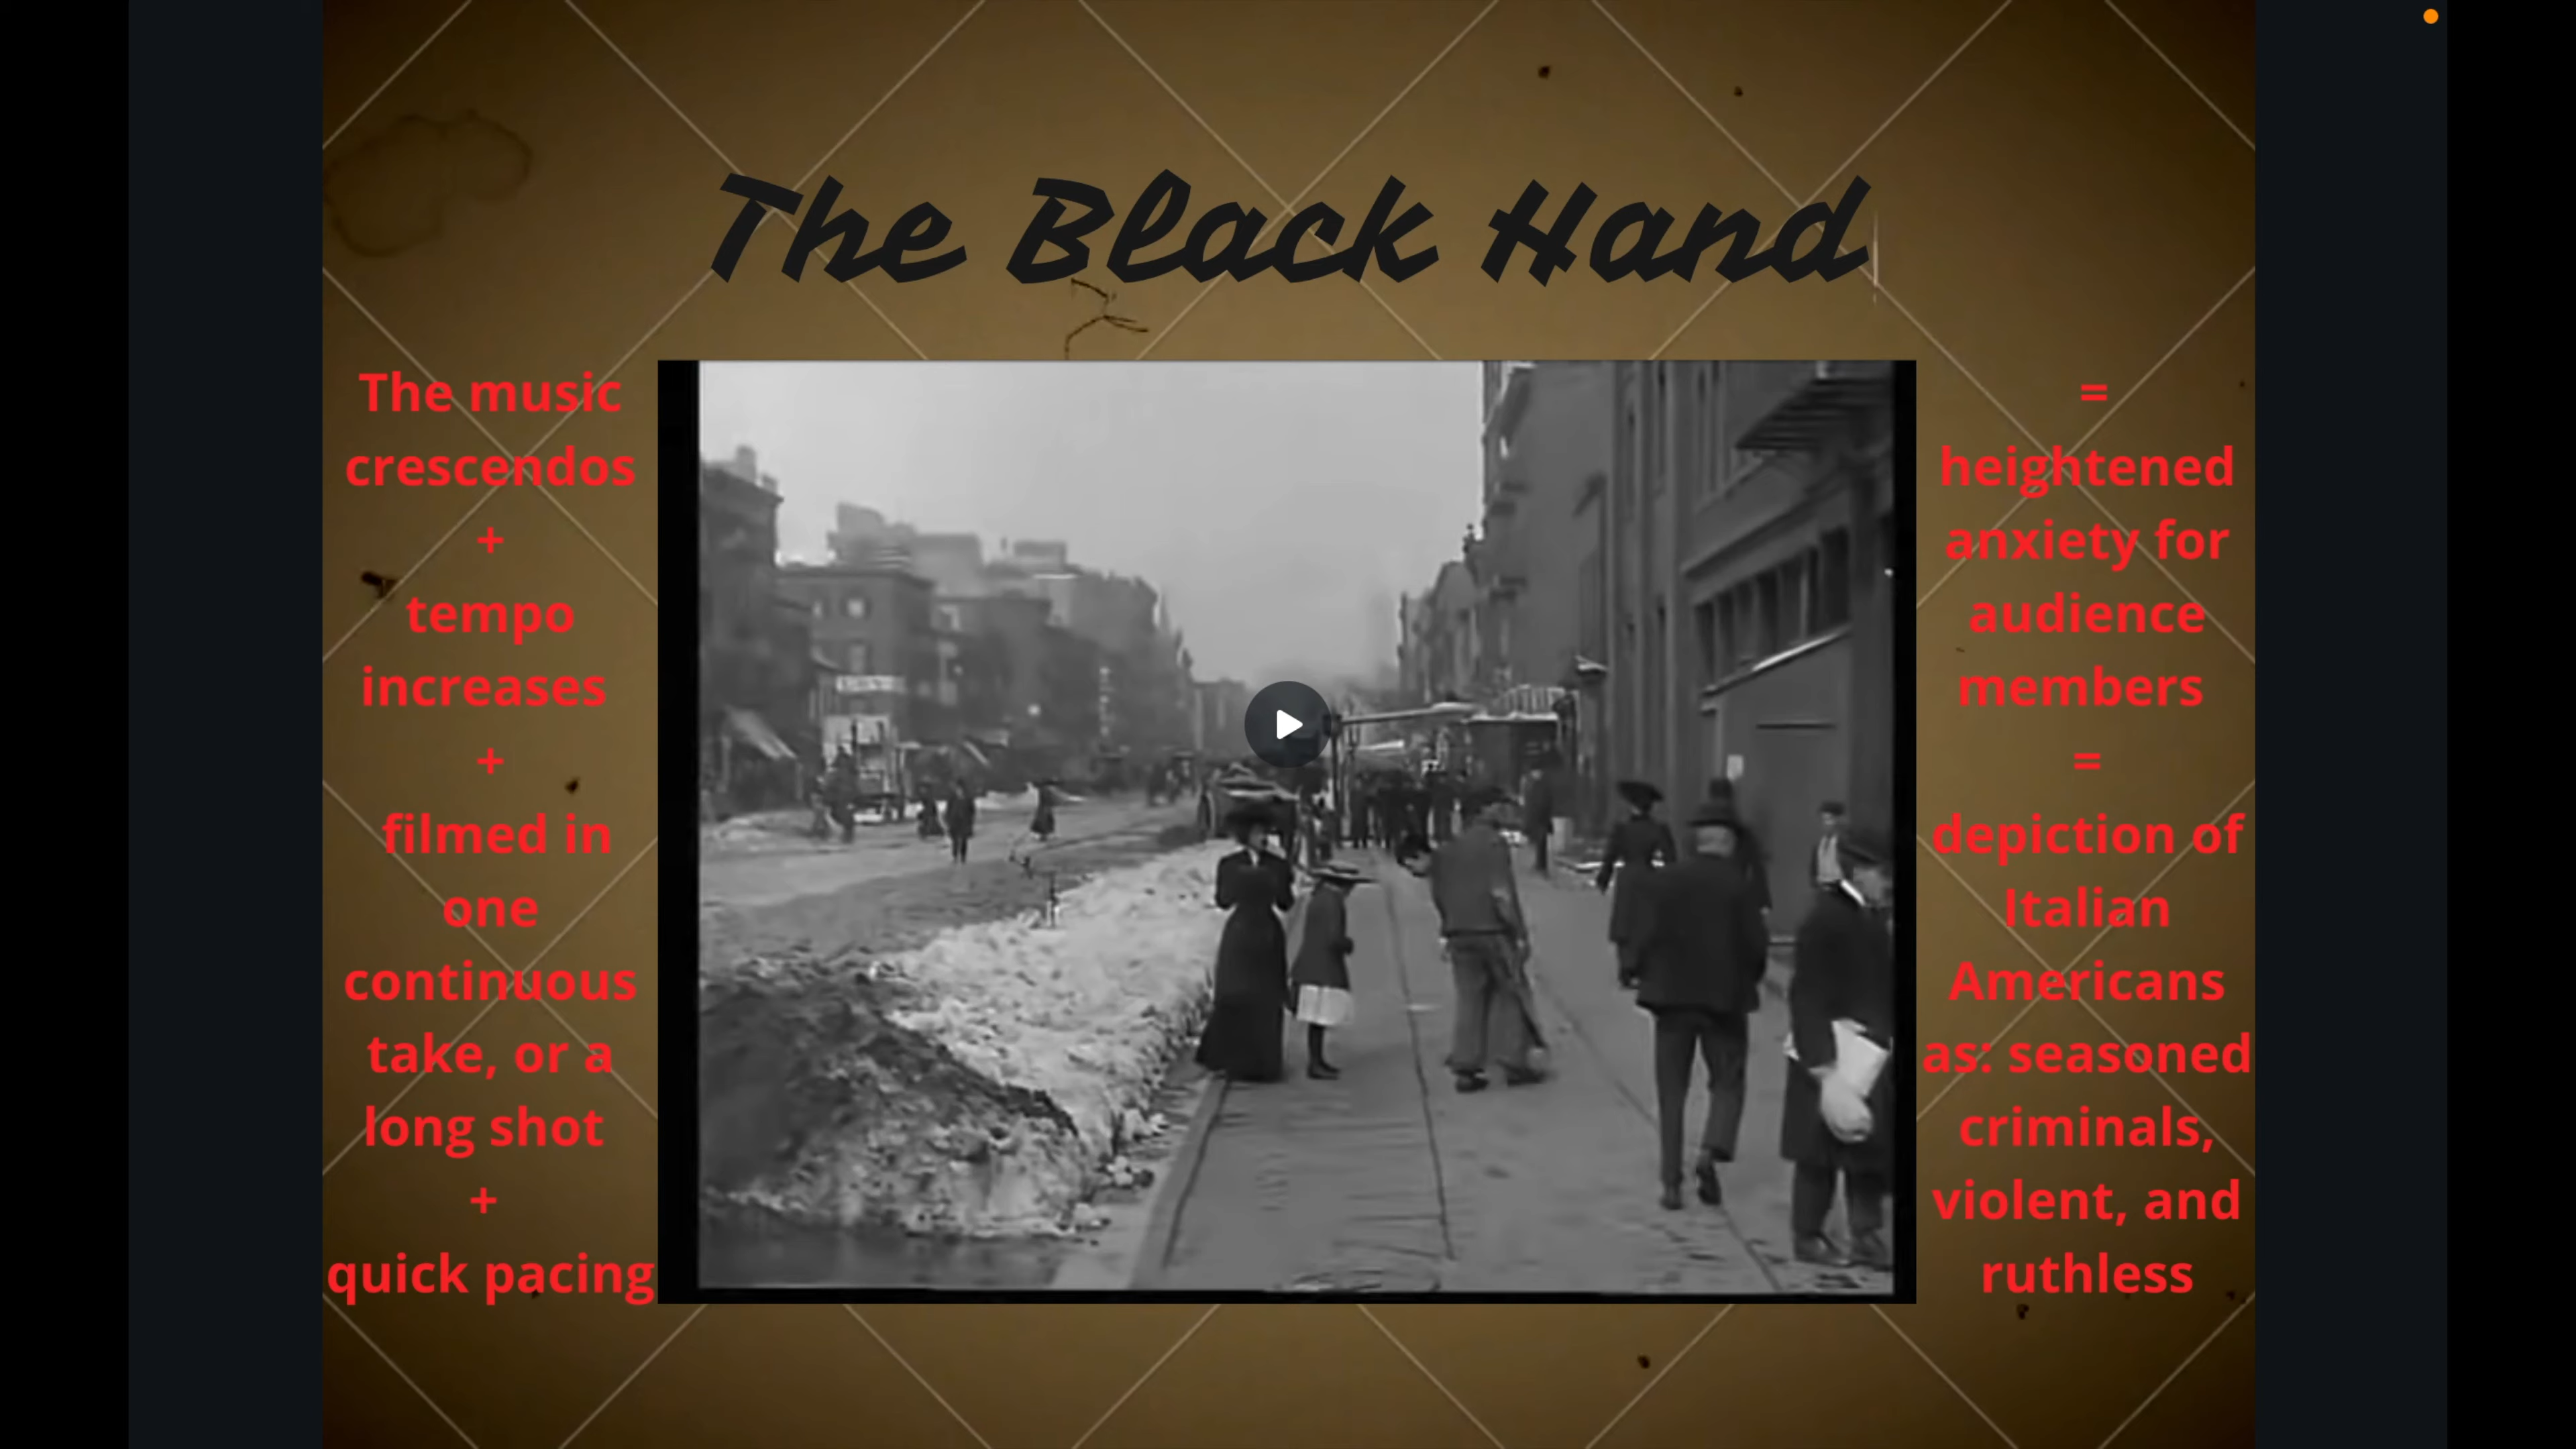 The Black Hand
The music
crescendos
+
tempo
increases
+
filmed in
one
continuous
take, or a
long shot
+
quick pacing
=
heightened
anxiety for
audience
members
=
depiction of
Italian
Americans
as: seasoned
criminals,
violent, and
ruthless